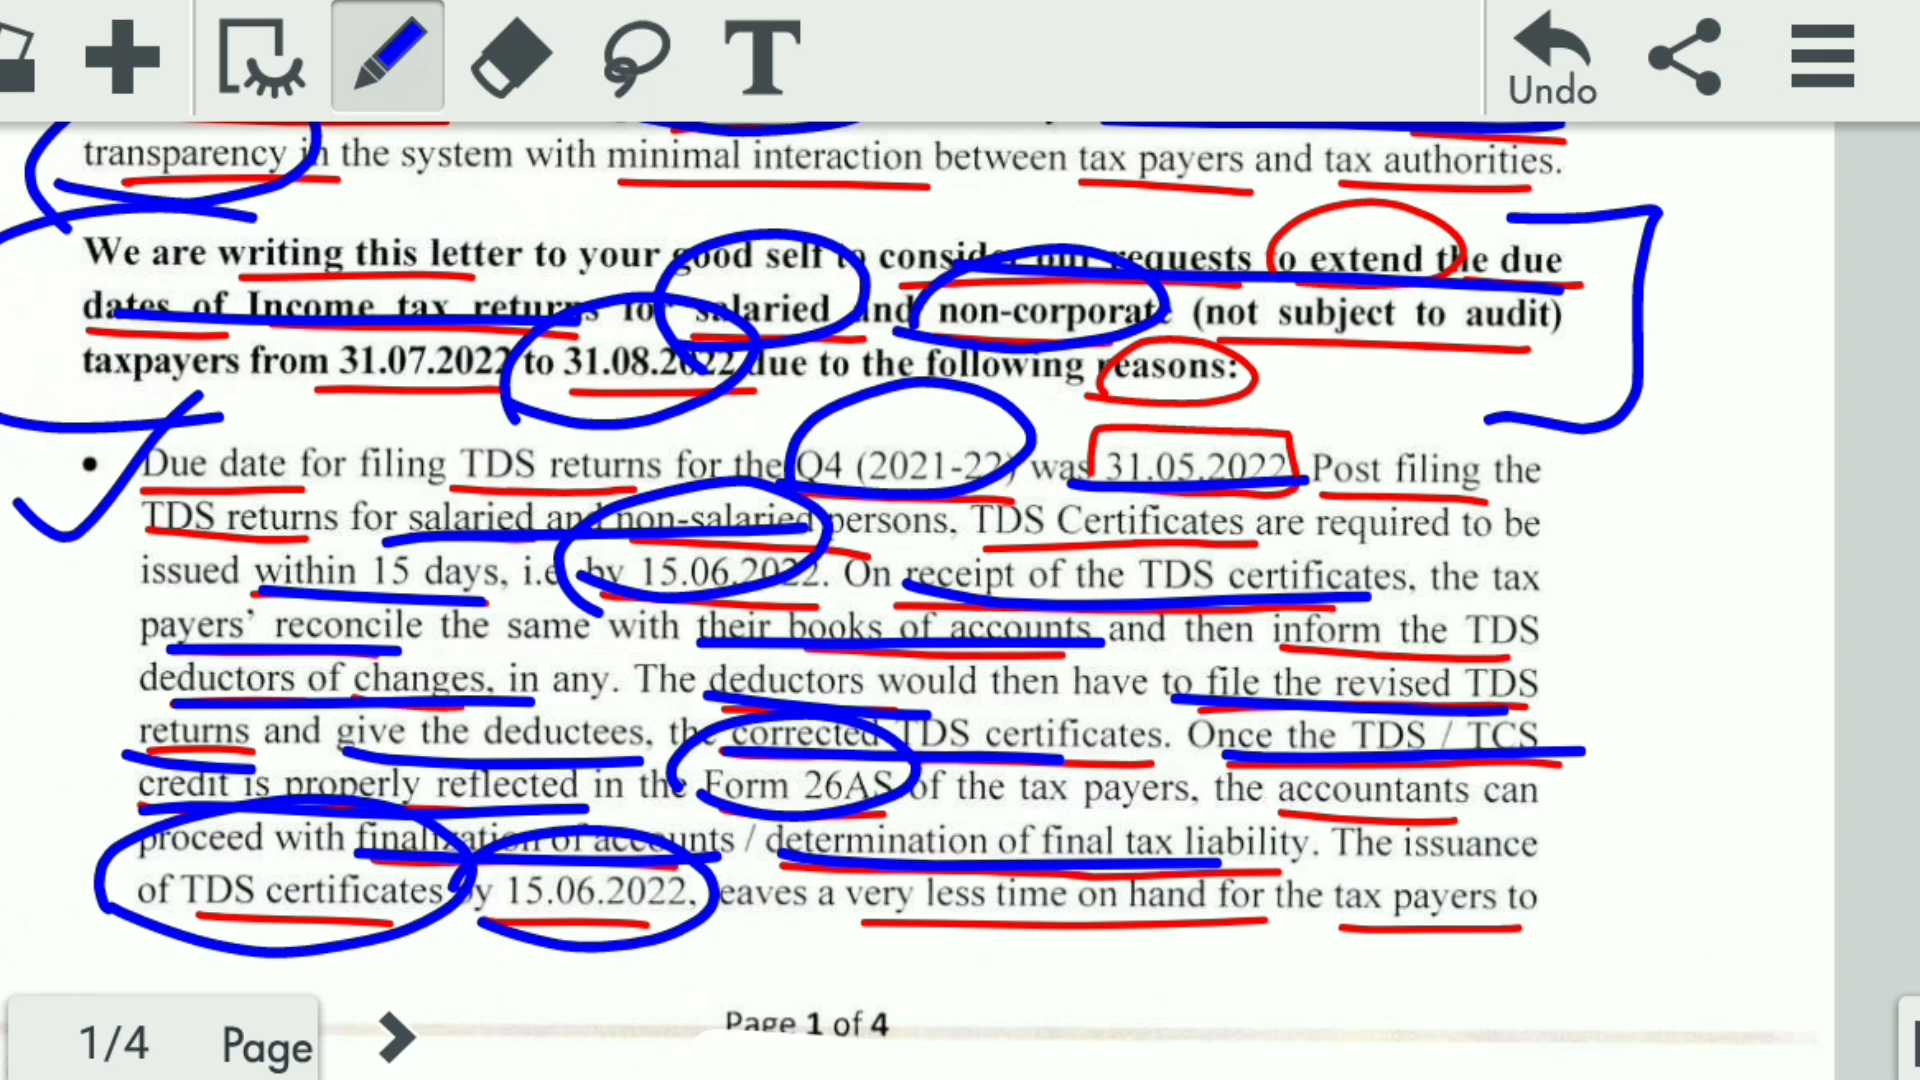 Undo
transparency in the system with minimal interaction between tax payers and tax authorities.
We are writing this letter to your good self to consider our requests to extend the due
dates of Income tax returns for salaried and non-corporate (not subject to audit)
taxpayers from 31.07.2022 to 31.08.2022 due to the following reasons:
• Due date for filing TDS returns for the Q4 (2021-22) was 31.05.2022. Post filing the
TDS returns for salaried and non-salaried persons, TDS Certificates are required to be
issued within 15 days, i.e. by 15.06.2022. On receipt of the TDS certificates, the tax
payers’ reconcile the same with their books of accounts and then inform the TDS
deductors of changes, in any. The deductors would then have to file the revised TDS
returns and give the deductees, the corrected TDS certificates. Once the TDS / TCS
credit is properly reflected in the Form 26AS of the tax payers, the accountants can
proceed with finalization of accounts / determination of final tax liability. The issuance
of TDS certificates by 15.06.2022, leaves a very less time on hand for the tax payers to
Page 1 of 4
1/4 Page